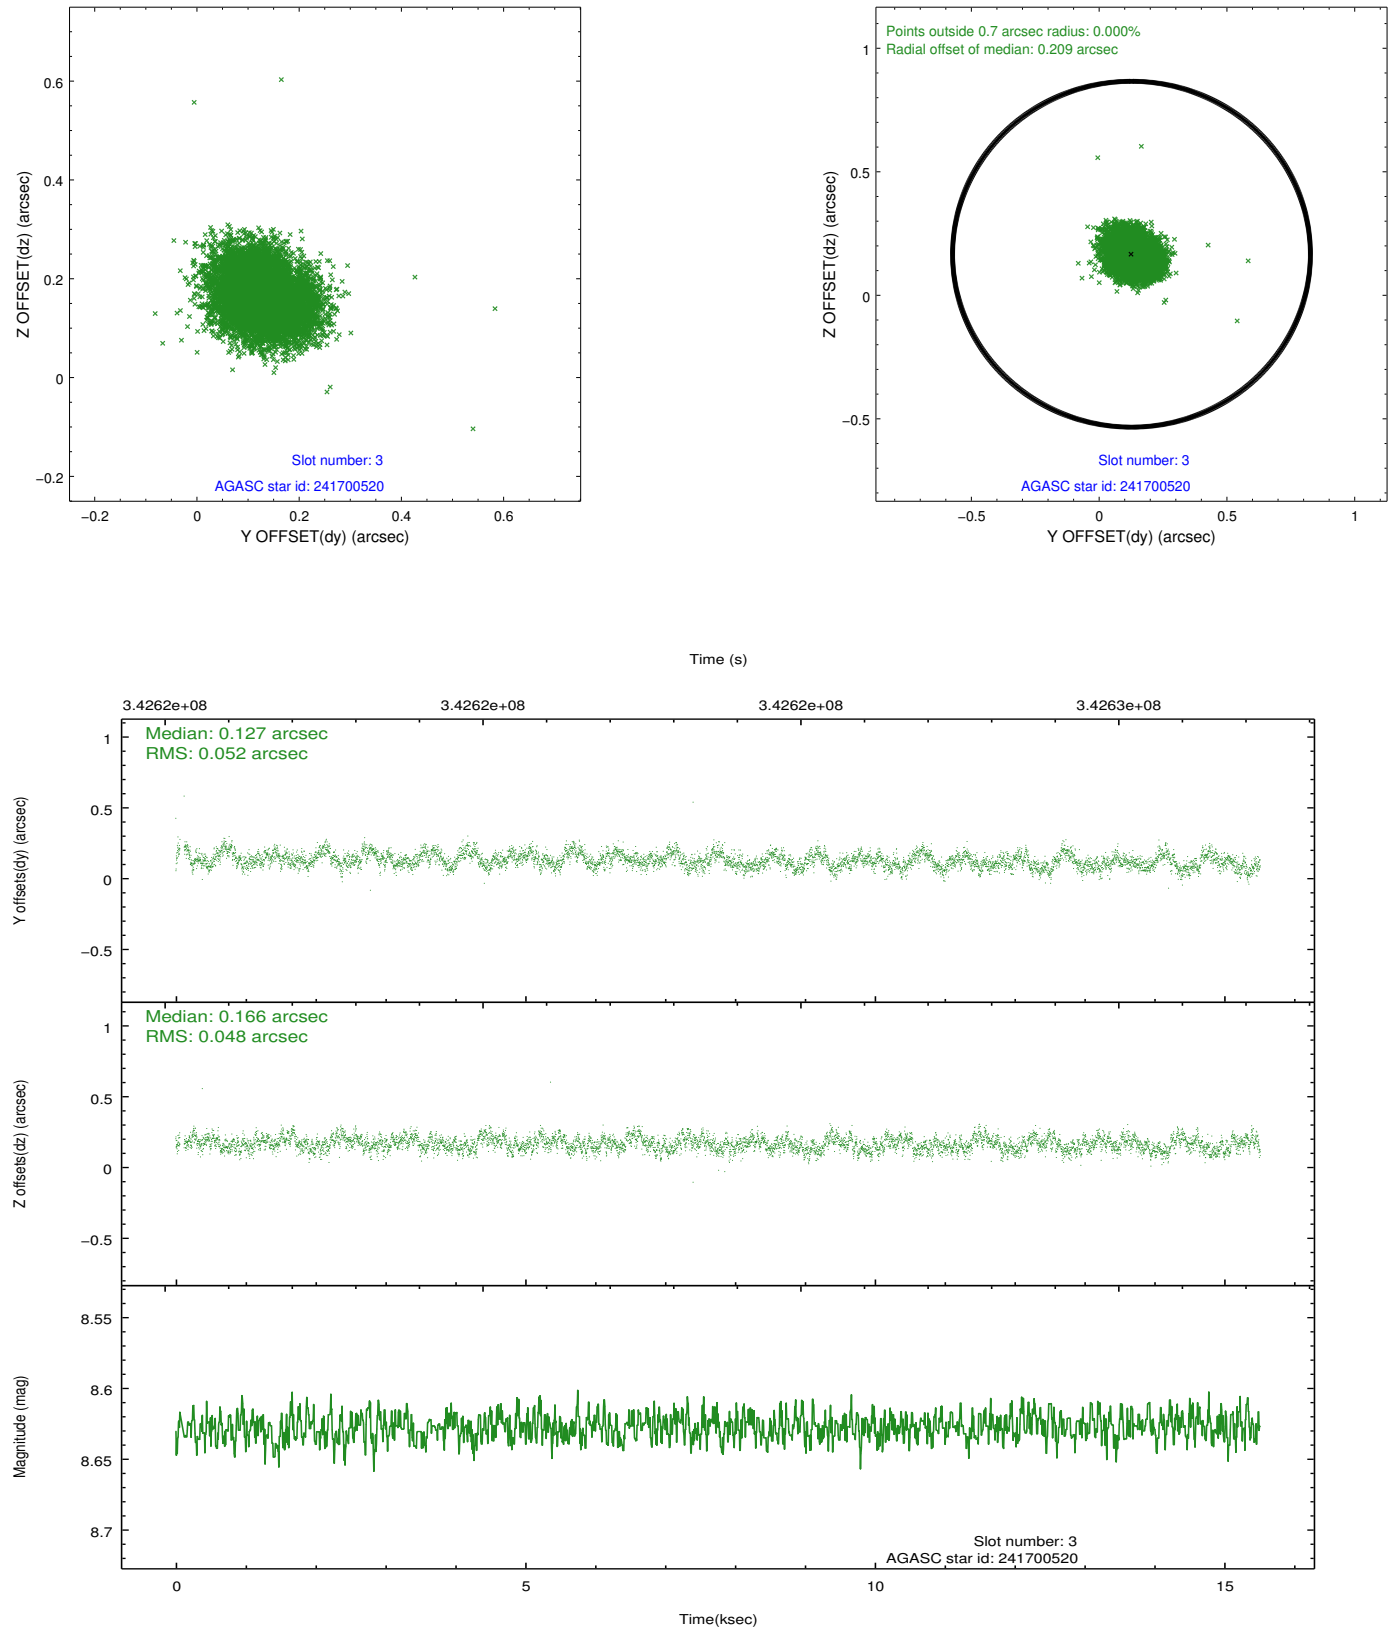 0.6
0.4
0.2
0
−0.2
Z OFFSET(dz) (arcsec)
Slot number: 3
AGASC star id: 241700520
−0.2 0 0.2 0.4 0.6
Y OFFSET(dy) (arcsec)
Points outside 0.7 arcsec radius: 0.000%
Radial offset of median: 0.209 arcsec
1
0.5
0
−0.5
Z OFFSET(dz) (arcsec)
Slot number: 3
AGASC star id: 241700520
−0.5 0 0.5 1
Y OFFSET(dy) (arcsec)
Time (s)
3.4262e+08 3.4262e+08 3.4262e+08 3.4263e+08
Median: 0.127 arcsec
RMS: 0.052 arcsec
1
0.5
0
−0.5
Y offsets(dy) (arcsec)
Median: 0.166 arcsec
RMS: 0.048 arcsec
1
0.5
0
−0.5
Z offsets(dz) (arcsec)
8.55
8.6
8.65
8.7
Magnitude (mag)
Slot number: 3
AGASC star id: 241700520
0 5 10 15
Time(ksec)